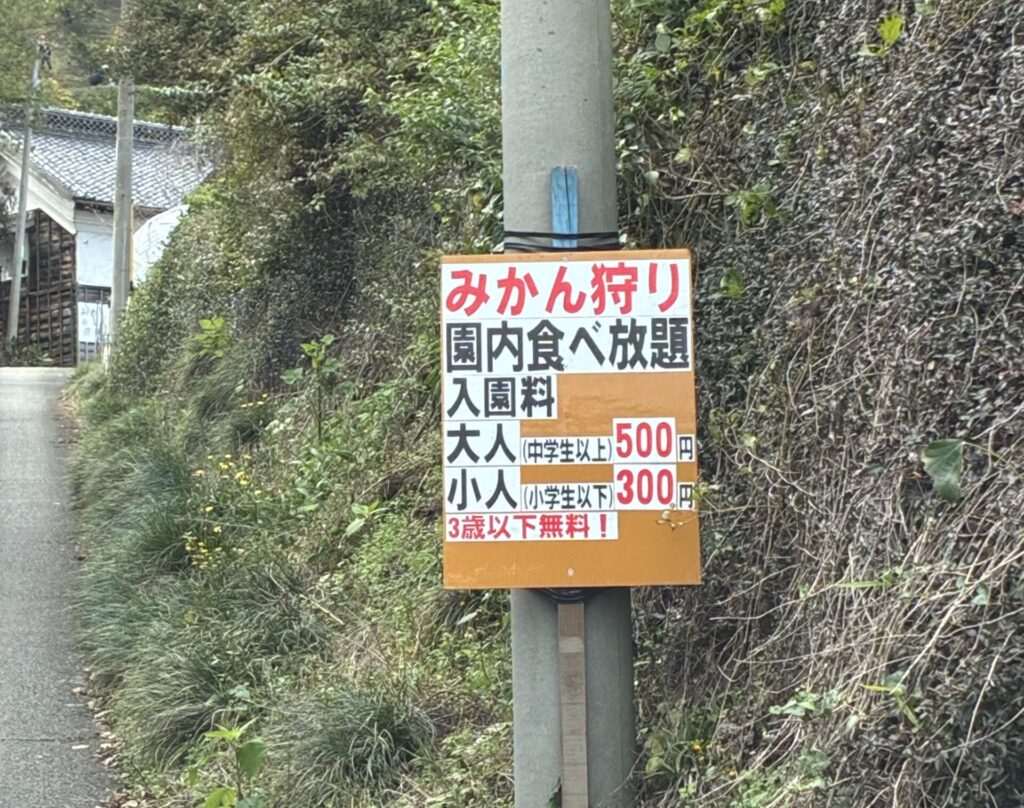 みかん狩り
園内食べ放題
入園料
大人(中学生以上)500円
小人(小学生以下)300円
3歳以下無料!